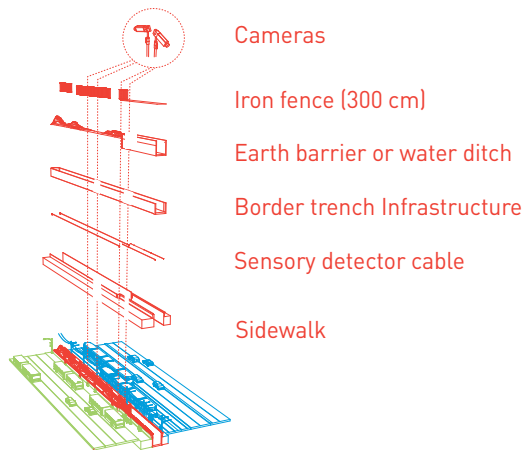 Cameras
Iron fence (300 cm)
Earth barrier or water ditch
Border trench Infrastructure
Sensory detector cable
Sidewalk